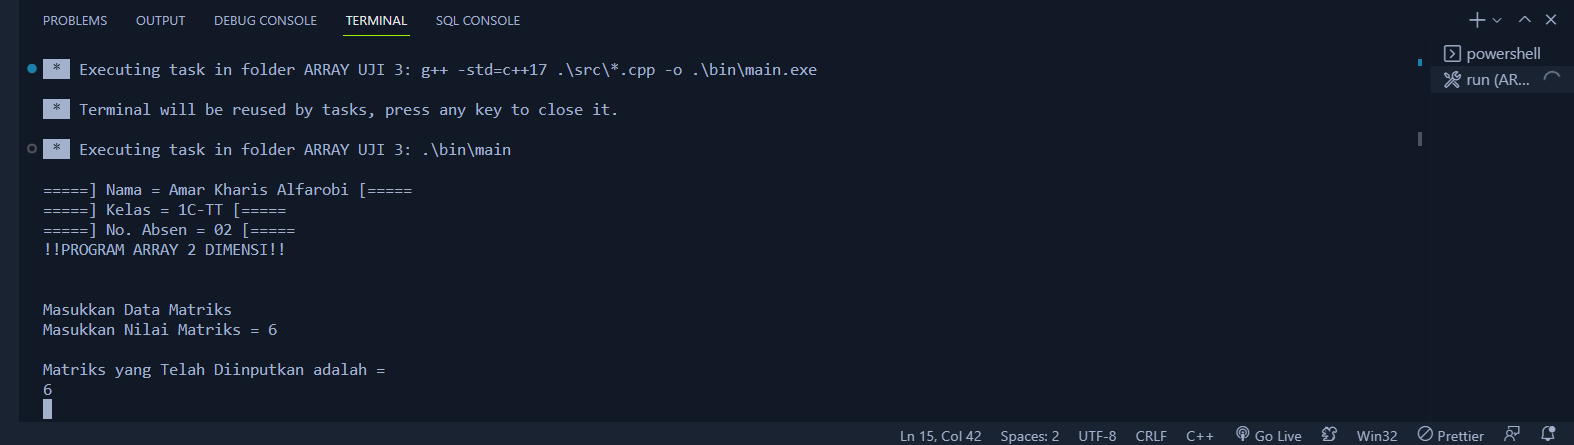 PROBLEMS OUTPUT DEBUG CONSOLE TERMINAL SQL CONSOLE
* Executing task in folder ARRAY UJI 3: g++ -std=c++17 .\src\*.cpp -o .\bin\main.exe
* Terminal will be reused by tasks, press any key to close it.
* Executing task in folder ARRAY UJI 3: .\bin\main
=====] Nama = Amar Kharis Alfarobi [=====
=====] Kelas = 1C-TT [=====
=====] No. Absen = 02 [=====
!!PROGRAM ARRAY 2 DIMENSI!!
Masukkan Data Matriks
Masukkan Nilai Matriks = 6
Matriks yang Telah Diinputkan adalah =
6
powershell
run (AR...
Ln 15, Col 42 Spaces: 2 UTF-8 CRLF C++ Go Live Win32 Prettier